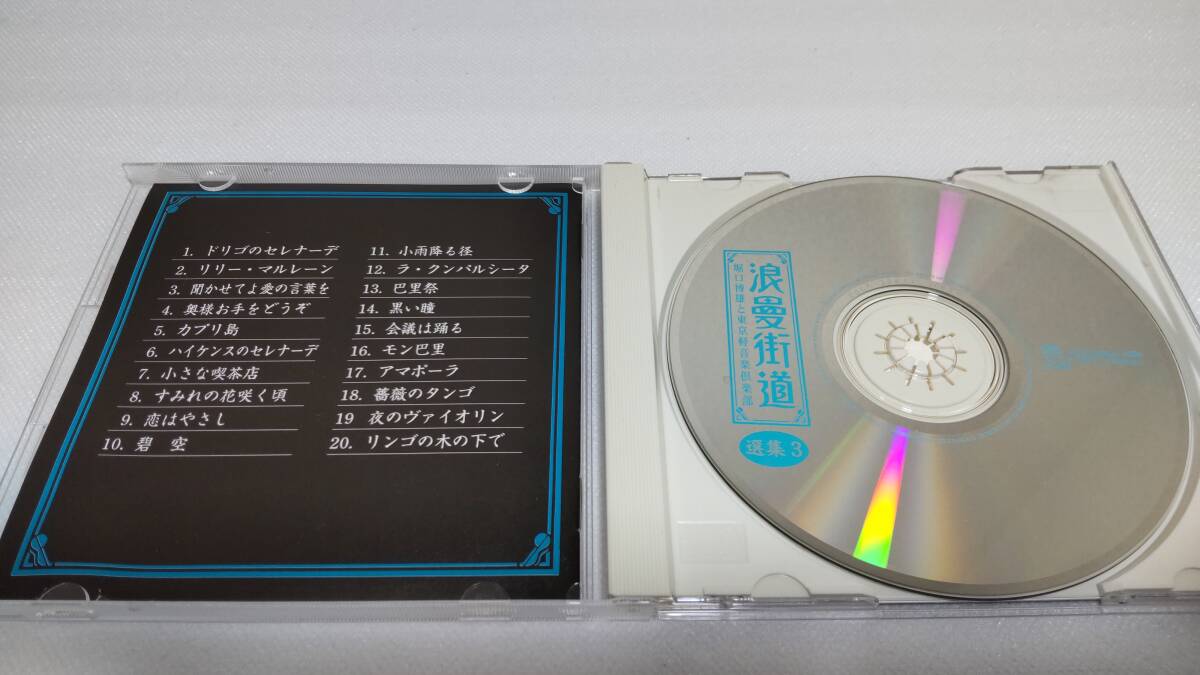 1. ドリゴのセレナーデ
2. リリー・マルレーン
3. 聞かせてよ愛の言葉を
4. 奥様お手をどうぞ
5. カプリ島
6. ハイケンスのセレナーデ
7. 小さな喫茶店
8. すみれの花咲く頃
9. 恋はやさし
10. 碧 空
11. 小雨降る径
12. ラ・クンパルシータ
13. 巴里祭
14. 黒い瞳
15. 会議は踊る
16. モン巴里
17. アマポーラ
18. 薔薇のタンゴ
19 夜のヴァイオリン
20. リンゴの木の下で
浪曼街道
堀口博雄と東京軽音楽倶楽部
選集 3